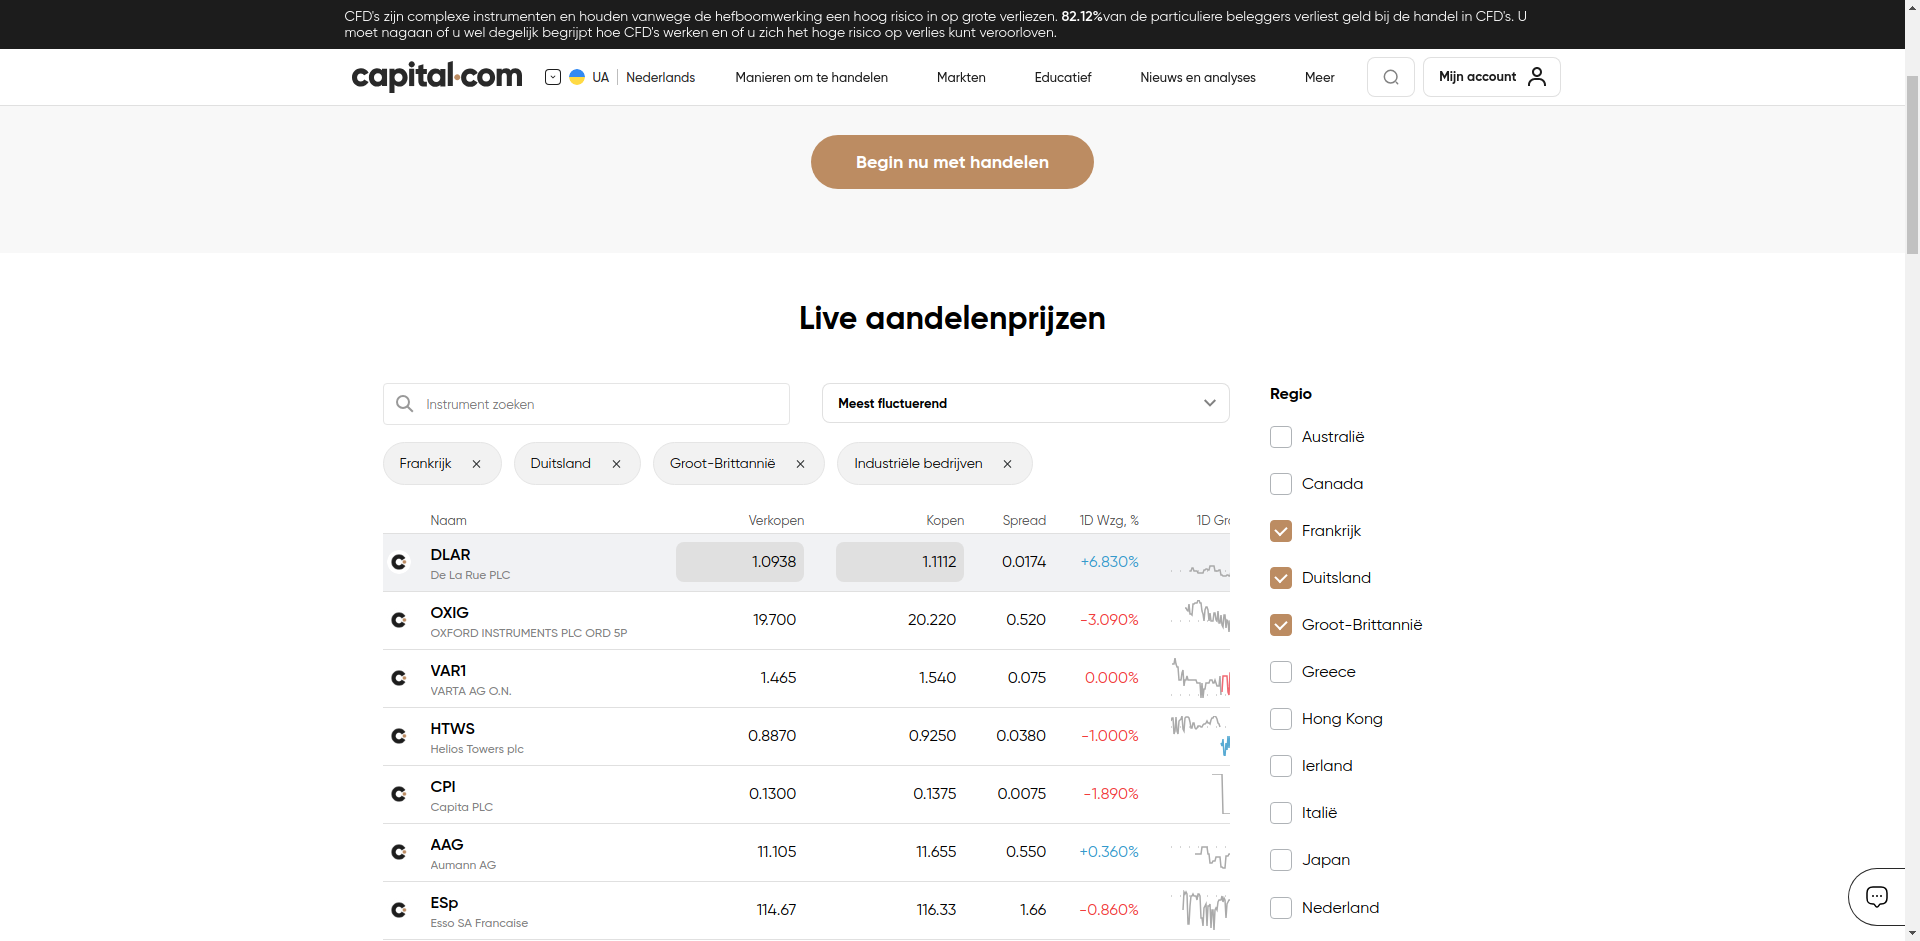 CFD's zijn complexe instrumenten en houden vanwege de hefboomwerking een hoog risico in op grote verliezen. 82.12%van de particuliere beleggers verliest geld bij de handel in CFD's. U
moet nagaan of u wel degelijk begrijpt hoe CFD's werken en of u zich het hoge risico op verlies kunt veroorloven.
capital.com UA Nederlands Manieren om te handelen Markten Educatief Nieuws en analyses Meer Mijn account
Begin nu met handelen
Live aandelenprijzen
Instrument zoeken
Meest fluctuerend
Frankrijk Duitsland Groot-Brittannië Industriële bedrijven
Naam Verkopen Kopen Spread 1D Wzg, % 1D Gr
DLAR 1.0938 1.1112 0.0174 +6.830%
De La Rue PLC
OXIG 19.700 20.220 0.520 -3.090%
OXFORD INSTRUMENTS PLC ORD 5P
VAR1 1.465 1.540 0.075 0.000%
VARTA AG O.N.
HTWS 0.8870 0.9250 0.0380 -1.000%
Helios Towers plc
CPI 0.1300 0.1375 0.0075 -1.890%
Capita PLC
AAG 11.105 11.655 0.550 +0.360%
Aumann AG
ESp 114.67 116.33 1.66 -0.860%
Esso SA Francaise
Regio
Australië
Canada
Frankrijk
Duitsland
Groot-Brittannië
Greece
Hong Kong
Ierland
Italië
Japan
Nederland